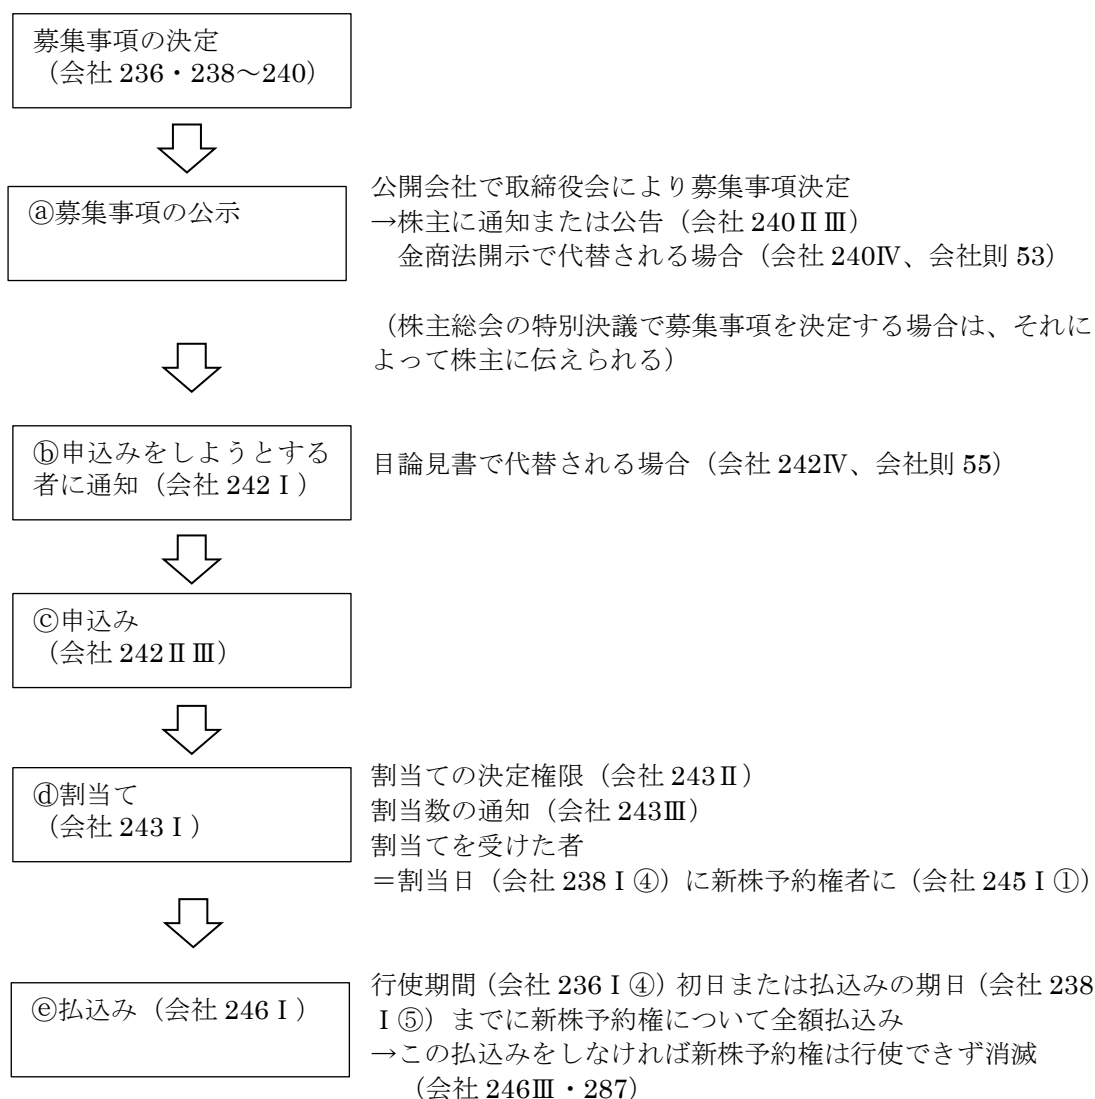 募集事項の決定
（会社 236・238～240）
ⓐ募集事項の公示
公開会社で取締役会により募集事項決定
→株主に通知または公告（会社 240ⅡⅢ）
金商法開示で代替される場合（会社 240Ⅳ、会社則 53）
（株主総会の特別決議で募集事項を決定する場合は、それに
よって株主に伝えられる）
ⓑ申込みをしようとする
者に通知（会社 242Ⅰ）
目論見書で代替される場合（会社 242Ⅳ、会社則 55）
ⓒ申込み
（会社 242ⅡⅢ）
ⓓ割当て
（会社 243Ⅰ）
割当ての決定権限（会社 243Ⅱ）
割当数の通知（会社 243Ⅲ）
割当てを受けた者
＝割当日（会社 238Ⅰ④）に新株予約権者に（会社 245Ⅰ①）
ⓔ払込み（会社 246Ⅰ）
行使期間（会社 236Ⅰ④）初日または払込みの期日（会社 238
Ⅰ⑤）までに新株予約権について全額払込み
→この払込みをしなければ新株予約権は行使できず消滅
（会社 246Ⅲ・287）